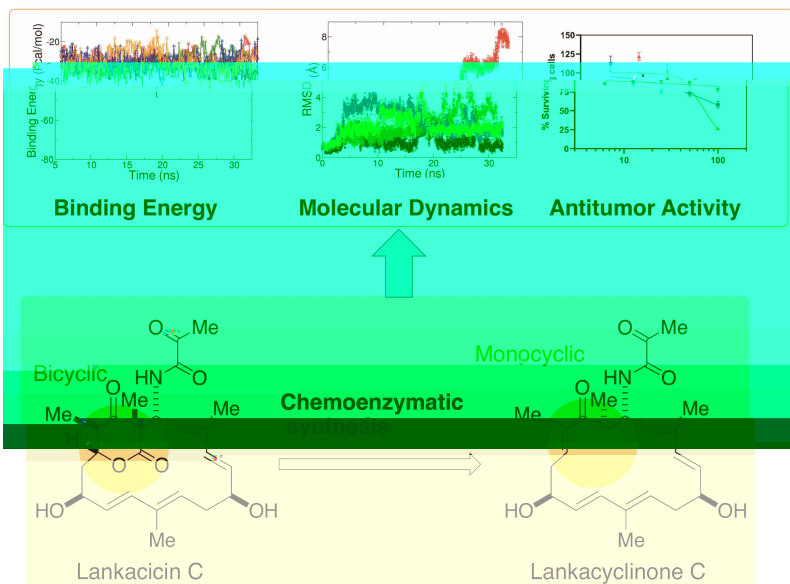 Binding Energy (kcal/mol)
-20
-40
-60
-80
5 10 15 20 25 30
Time (ns)
RMSD (Å)
8
6
4
2
0
0 10 20 30
Time (ns)
% Surviving cells
150
125
100
75
50
25
0
10 100
Binding Energy
Molecular Dynamics
Antitumor Activity
O Me
O
HN
Bicyclic
O
Me
Me
Me
H
O
O
HO
OH
Me
Lankacicin C
Chemoenzymatic
synthesis
Monocyclic
O Me
O
HN
O
Me
Me
Me
HO
OH
Me
Lankacyclinone C